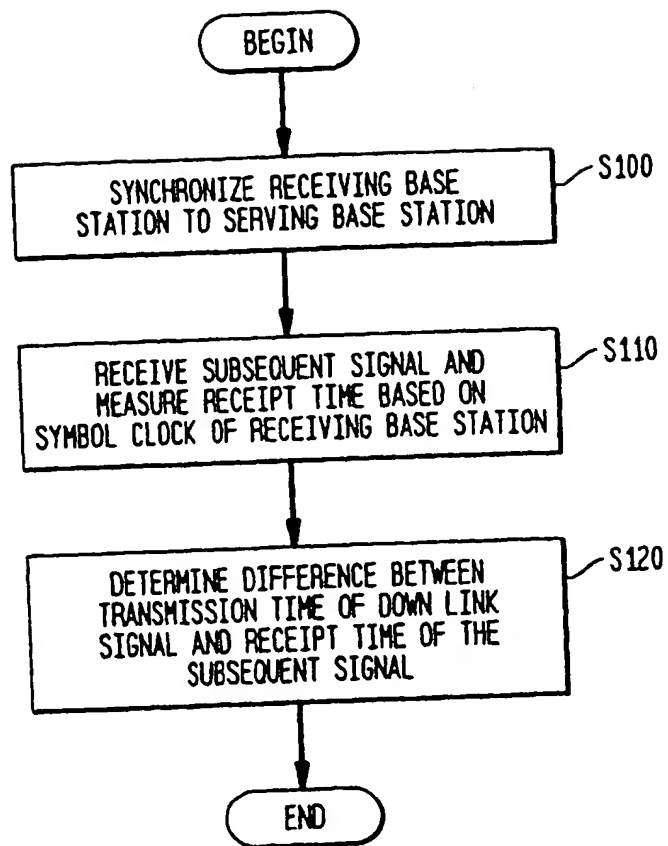 BEGIN
SYNCHRONIZE RECEIVING BASE
STATION TO SERVING BASE STATION
S100
RECEIVE SUBSEQUENT SIGNAL AND
MEASURE RECEIPT TIME BASED ON
SYMBOL CLOCK OF RECEIVING BASE STATION
S110
DETERMINE DIFFERENCE BETWEEN
TRANSMISSION TIME OF DOWN LINK
SIGNAL AND RECEIPT TIME OF THE
SUBSEQUENT SIGNAL
S120
END